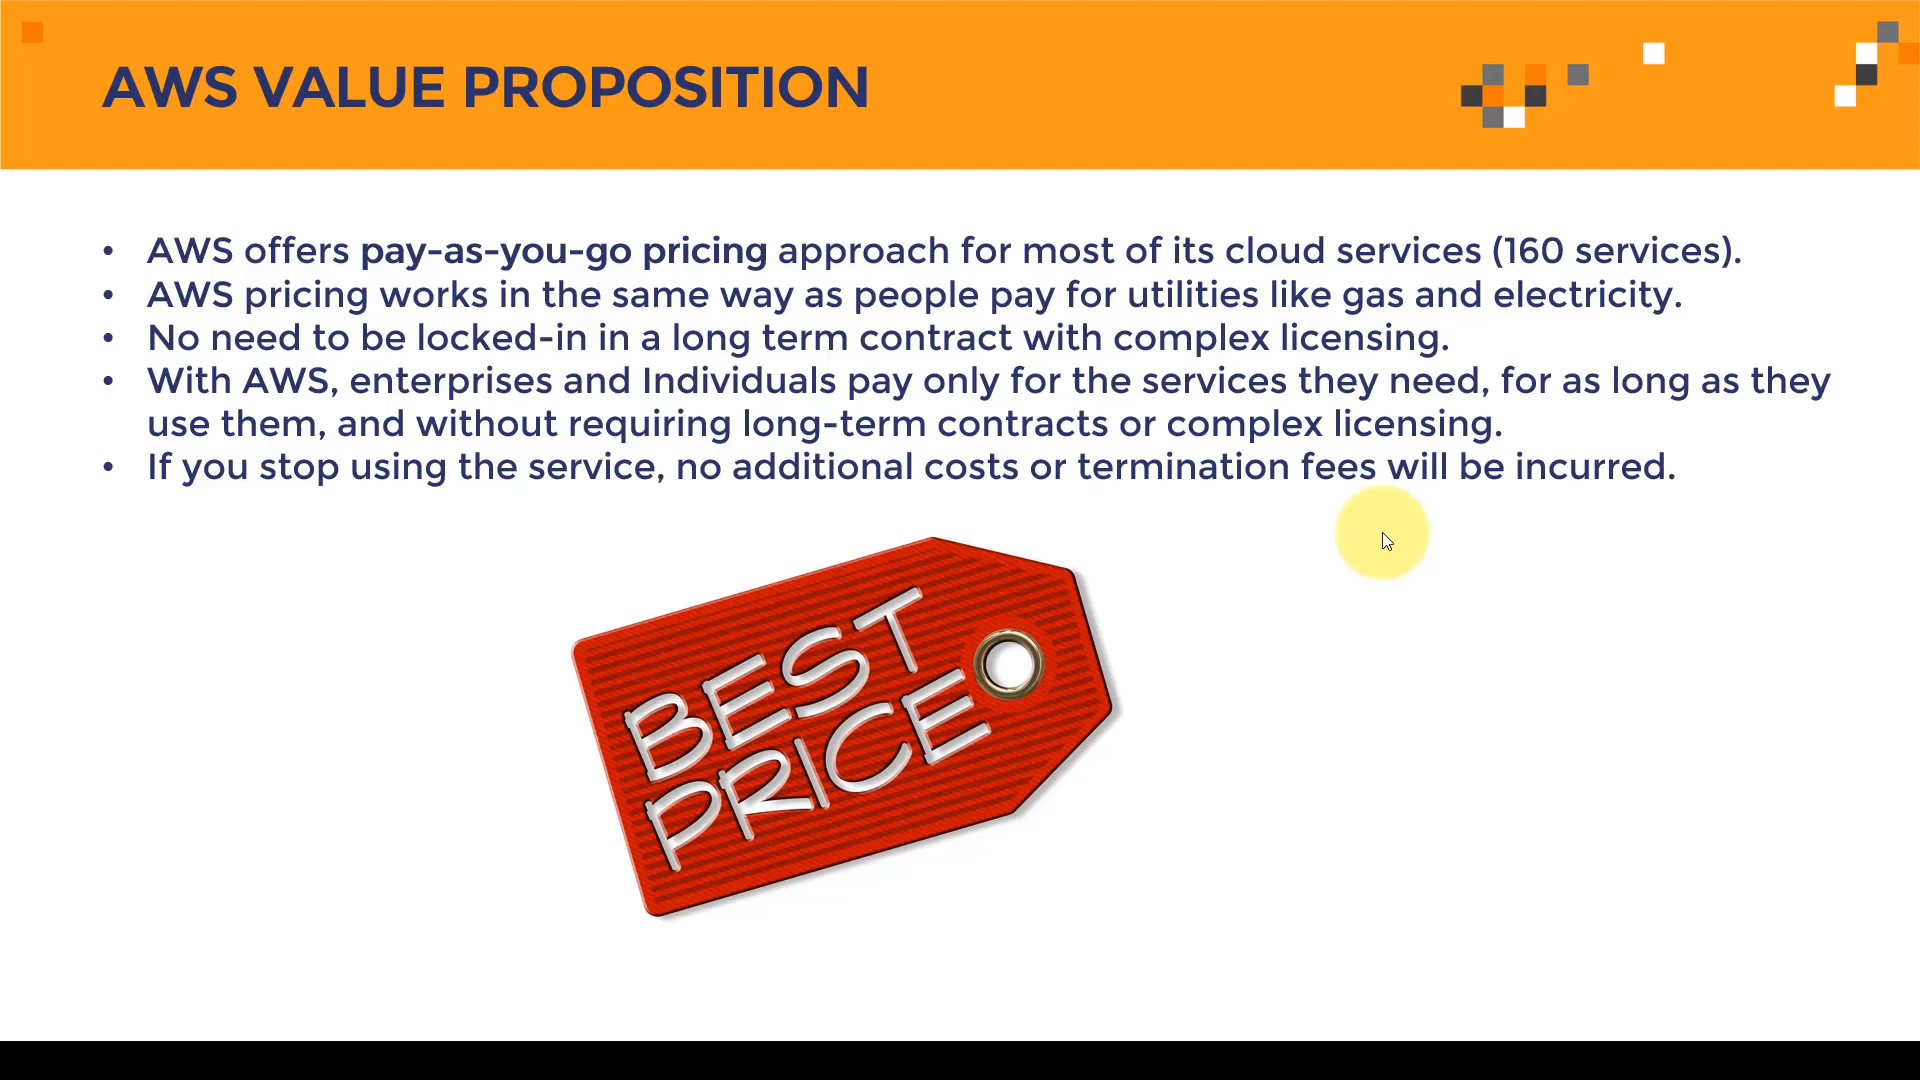 AWS VALUE PROPOSITION
• AWS offers pay-as-you-go pricing approach for most of its cloud services (160 services).
• AWS pricing works in the same way as people pay for utilities like gas and electricity.
• No need to be locked-in in a long term contract with complex licensing.
• With AWS, enterprises and Individuals pay only for the services they need, for as long as they
use them, and without requiring long-term contracts or complex licensing.
• If you stop using the service, no additional costs or termination fees will be incurred.
BEST
PRICE